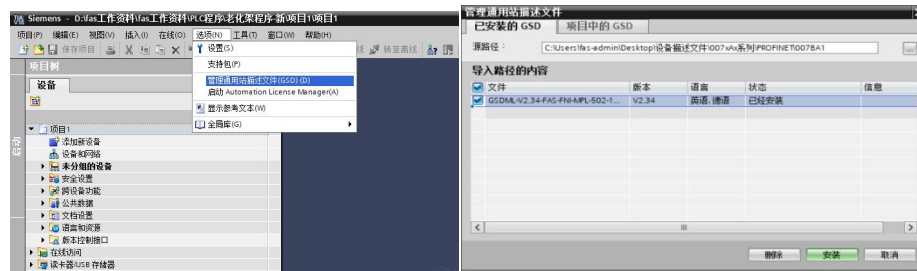 Siemens - D:\fas工作资料\fas工作资料\PLC程序\老化架程序-新\项目1\项目1
项目(P) 编辑(E) 视图(V) 插入(I) 在线(O) 选项(N) 工具(T) 窗口(W) 帮助(H)
保存项目
转至离线
设置(S)
支持包(P)
管理通用站描述文件(GSD) (D)
启动 Automation License Manager(A)
显示参考文本(W)
全局库(G)
项目树
设备
项目1
添加新设备
设备和网络
未分组的设备
安全设置
跨设备功能
公共数据
文档设置
语言和资源
版本控制接口
在线访问
读卡器/USB 存储器
启动
管理通用站描述文件
已安装的 GSD 项目中的 GSD
源路径: C:\Users\fas-admin\Desktop\设备描述文件\007xAx系列\PROFINET\007BA1
导入路径的内容
文件 版本 语言 状态 信息
GSDML-V2.34-FAS-FNI-MPL-502-1... V2.34 英语, 德语 已经安装
删除 安装 取消